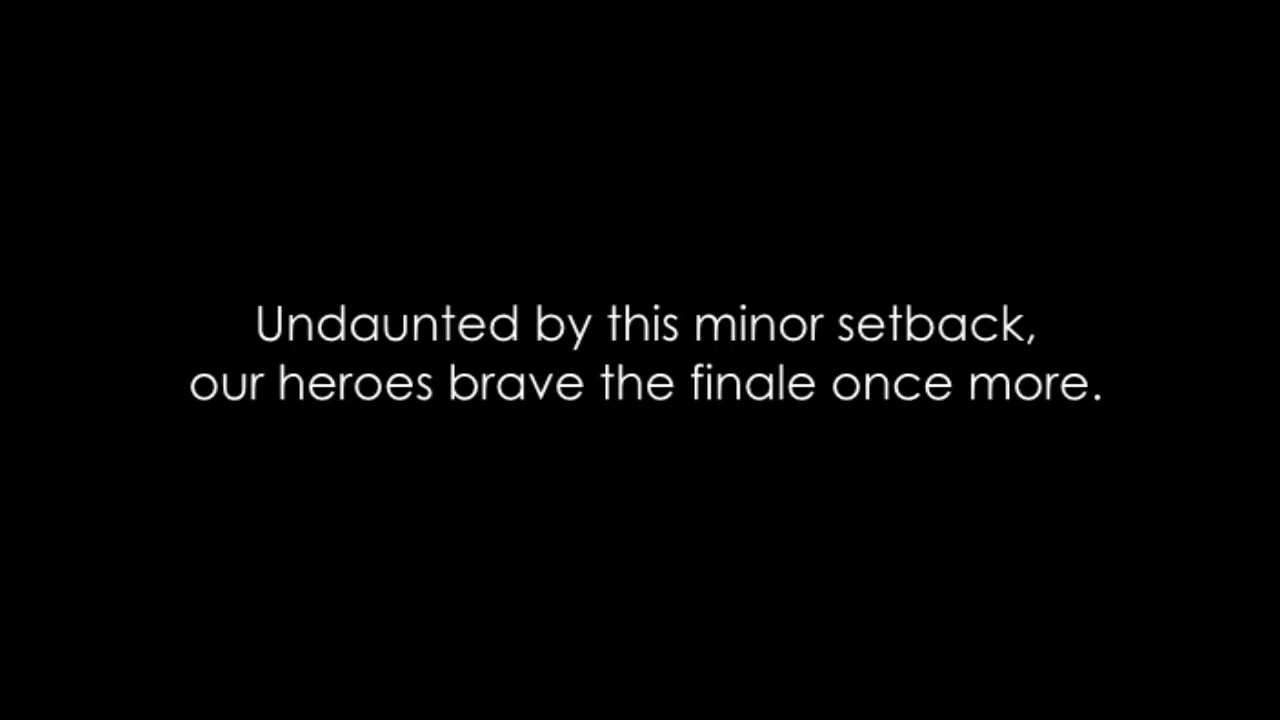 Undaunted by this minor setback,
our heroes brave the finale once more.